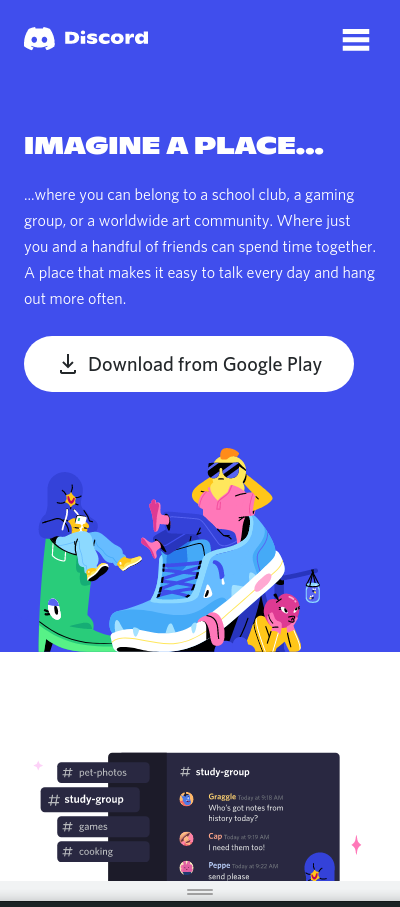 Discord
IMAGINE A PLACE...
...where you can belong to a school club, a gaming
group, or a worldwide art community. Where just
you and a handful of friends can spend time together.
A place that makes it easy to talk every day and hang
out more often.
Download from Google Play
# pet-photos
# study-group
# games
# cooking
# study-group
Graggle Today at 9:18 AM
Who's got notes from
history today?
Cap Today at 9:19 AM
I need them too!
Peppe Today at 9:22 AM
send please